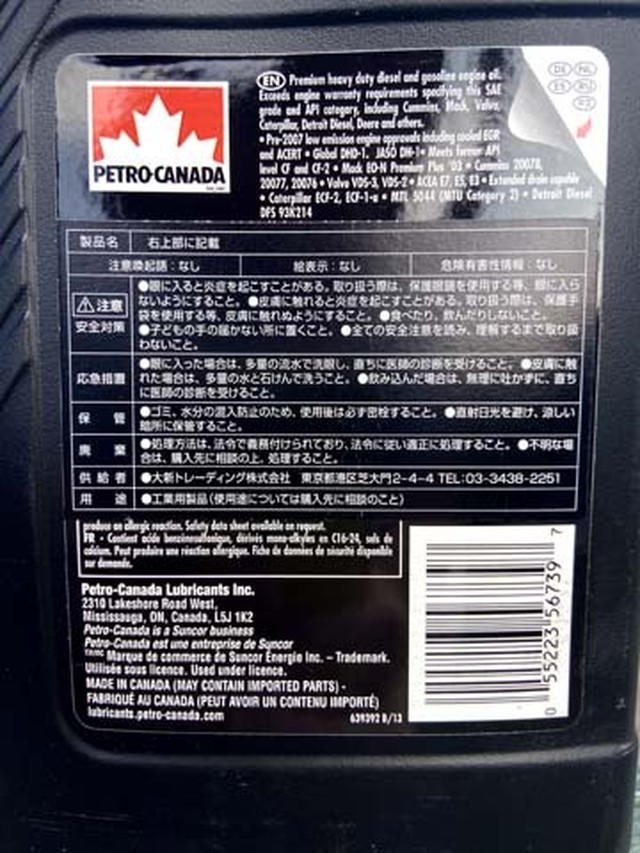 PETRO-CANADA
EN Premium heavy duty diesel and gasoline engine oil.
Exceeds engine warranty requirements specifying this SAE
grade and API category, including Cummins, Mack, Volvo,
Caterpillar, Detroit Diesel, Deere and others.
• Pre-2007 low emission engine approvals including cooled EGR
and ACERT • Global DHD-1, JASO DH-1• Meets former API
level CF and CF-2 • Mack EO-N Premium Plus '03 • Cummins 20078,
20077, 20076 • Volvo VDS-3, VDS-2 • ACEA E7, E5, E3 • Extended drain capable
• Caterpillar ECF-2, ECF-1-a • MTL 5044 (MTU Category 2) • Detroit Diesel
DFS 93K214
DE NL
ES RU
製品名 右上部に記載
注意喚起語：なし 絵表示：なし 危険有害性情報：なし
⚠注意
安全対策
●眼に入ると炎症を起こすことがある。取り扱う際は、保護眼鏡を使用する等、眼に入ら
ないようにすること。●皮膚に触れると炎症を起こすことがある。取り扱う際は、保護手
袋を使用する等、皮膚に触れぬようにすること。●食べたり、飲んだりしないこと。
●子どもの手の届かない所に置くこと。●全ての安全注意を読み、理解するまで取り扱
わないこと。
応急措置
●眼に入った場合は、多量の流水で洗眼し、直ちに医師の診断を受けること。●皮膚に触
れた場合は、多量の水と石けんで洗うこと。●飲み込んだ場合は、無理に吐かずに、直ち
に医師の診断を受けること。
保管
●ゴミ、水分の混入防止のため、使用後は必ず密栓すること。●直射日光を避け、涼しい
暗所に保管すること。
廃棄
●処理方法は、法令で義務付けられており、法令に従い適正に処理すること。●不明な場
合は、購入先に相談の上、処理すること。
供給者 ●大新トレーディング株式会社 東京都港区芝大門2-4-4 TEL:03-3438-2251
用途 ●工業用製品（使用途については購入先に相談のこと）
produce an allergic reaction. Safety data sheet available on request.
FR - Contient acide benzènesulfonique, dérivés mono-alkyles en C16-24, sels de
calcium. Peut produire une réaction allergique. Fiche de données de sécurité disponible
sur demande.
Petro-Canada Lubricants Inc.
2310 Lakeshore Road West,
Mississauga, ON, Canada, L5J 1K2
Petro-Canada is a Suncor business
Petro-Canada est une entreprise de Suncor
TM/MC Marque de commerce de Suncor Énergie Inc. – Trademark.
Utilisée sous licence. Used under licence.
MADE IN CANADA (MAY CONTAIN IMPORTED PARTS) -
FABRIQUÉ AU CANADA (PEUT AVOIR UN CONTENU IMPORTÉ)
lubricants.petro-canada.com
639392 B/13
0 55223 56739 7